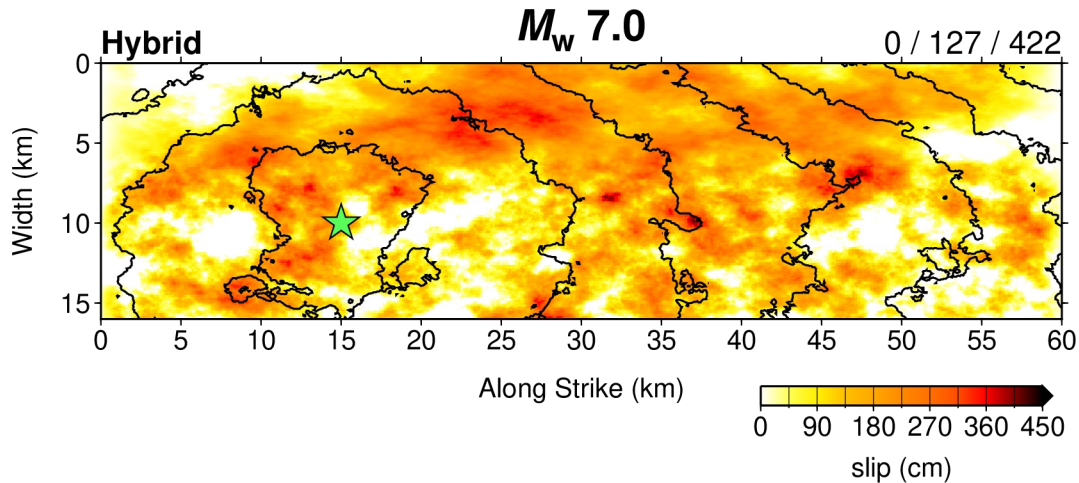 Hybrid
Mw 7.0
0 / 127 / 422
Width (km)
0
5
10
15
0 5 10 15 20 25 30 35 40 45 50 55 60
Along Strike (km)
0 90 180 270 360 450
slip (cm)